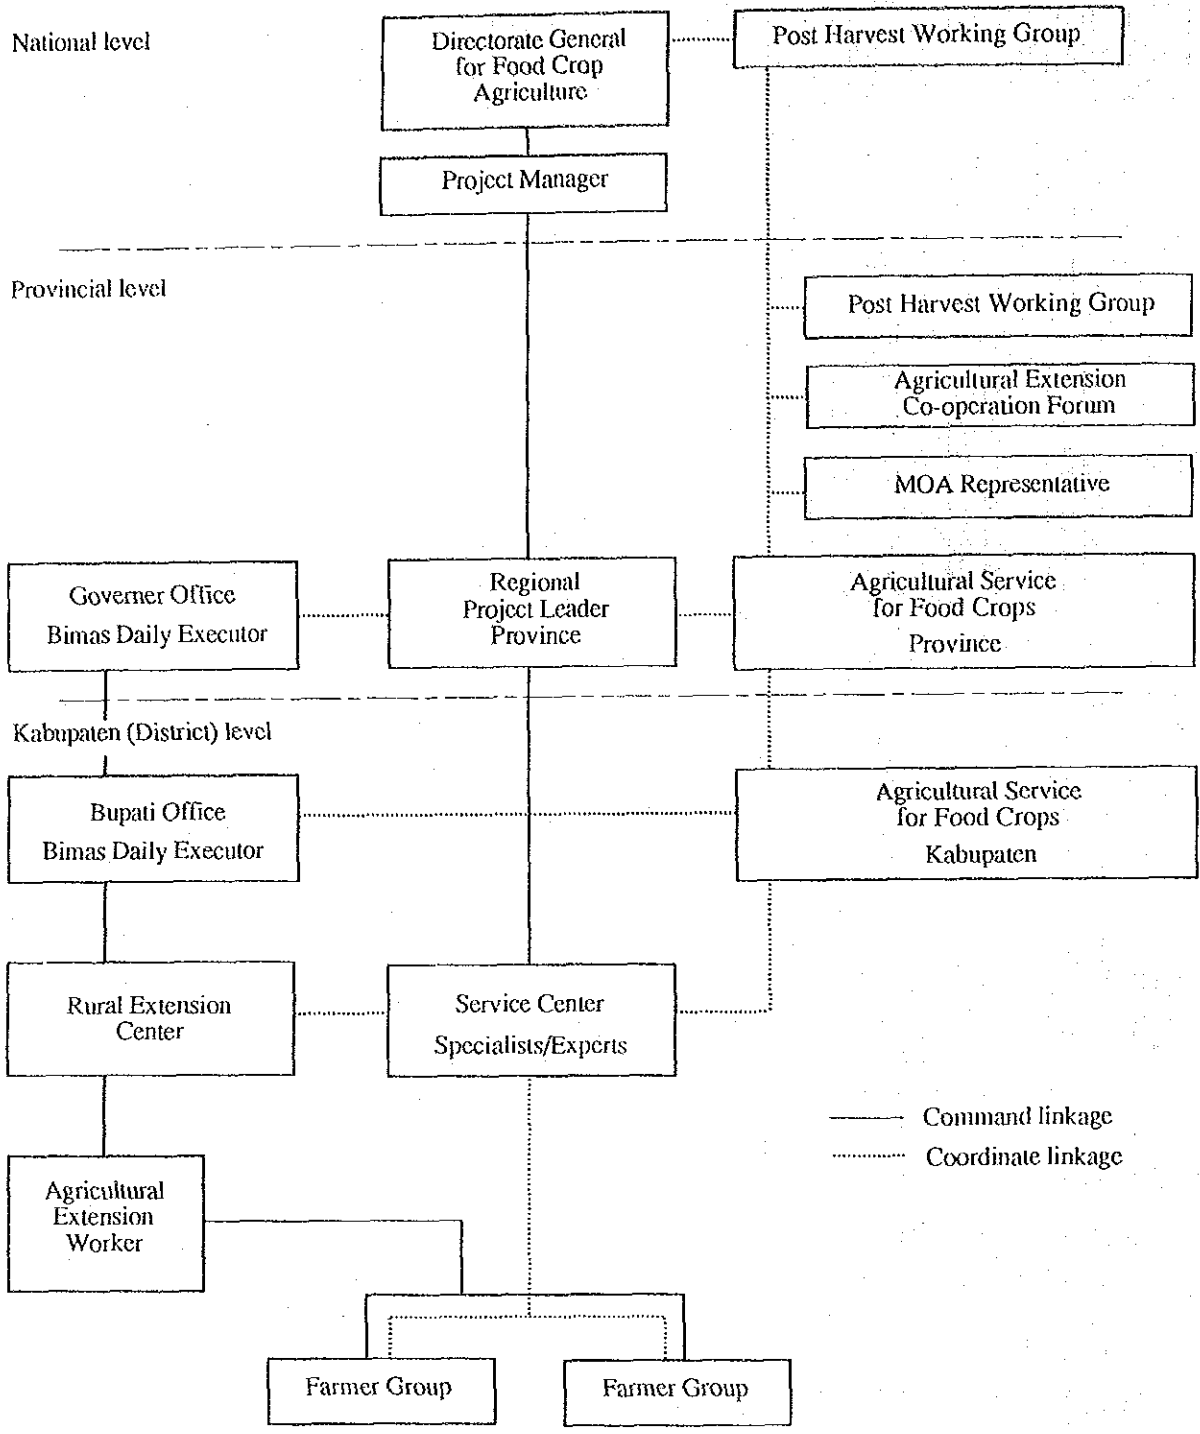 National level
Directorate General
for Food Crop
Agriculture
Post Harvest Working Group
Project Manager
Provincial level
Post Harvest Working Group
Agricultural Extension
Co-operation Forum
MOA Representative
Governer Office
Bimas Daily Executor
Regional
Project Leader
Province
Agricultural Service
for Food Crops
Province
Kabupaten (District) level
Bupati Office
Bimas Daily Executor
Agricultural Service
for Food Crops
Kabupaten
Rural Extension
Center
Service Center
Specialists/Experts
Command linkage
Coordinate linkage
Agricultural
Extension
Worker
Farmer Group
Farmer Group